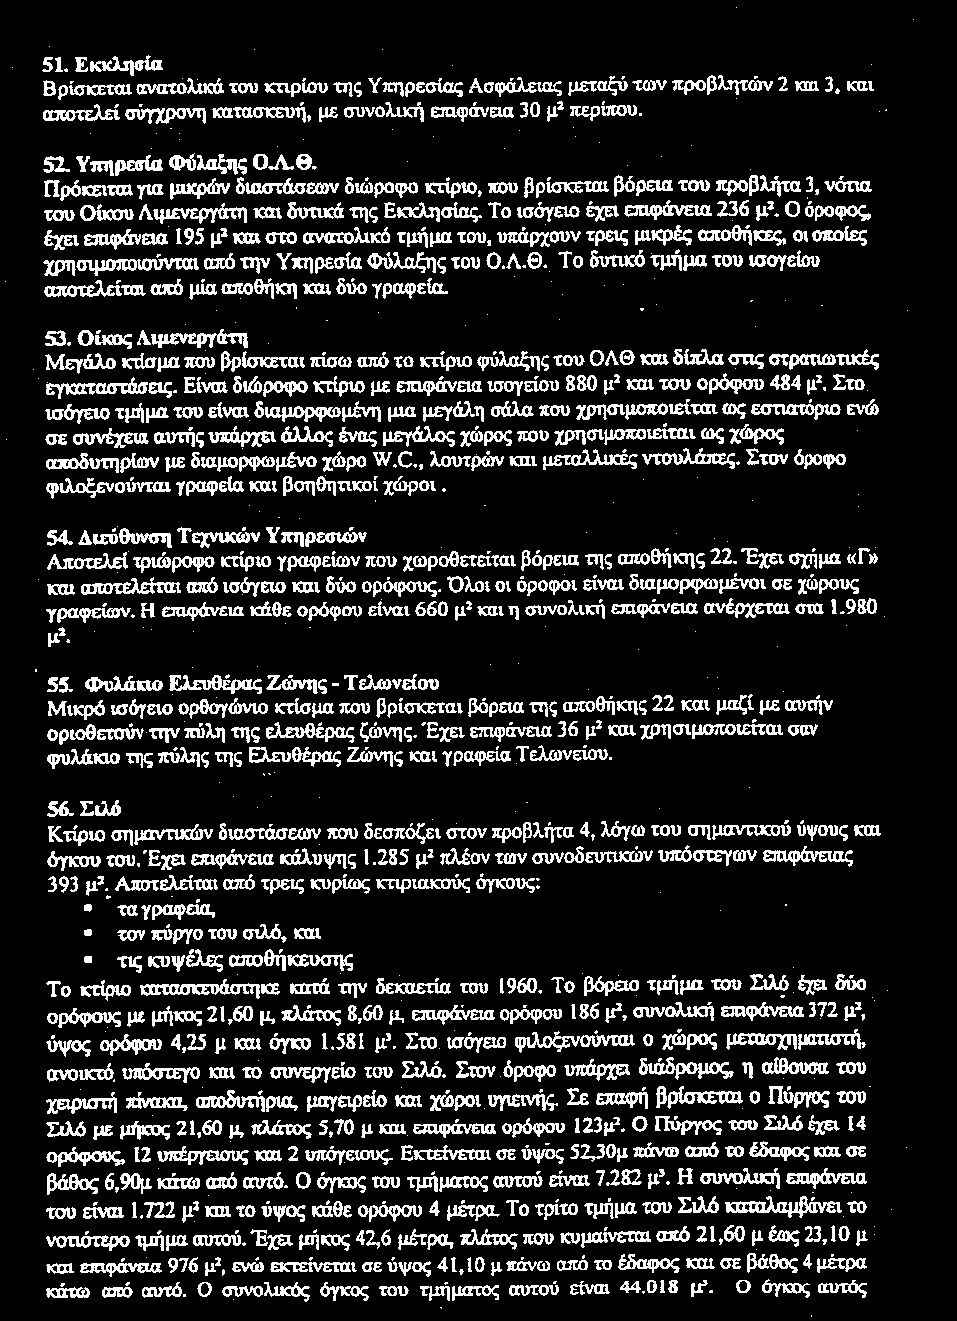 51. Εκκλησία
Βρίσκεται ανατολικά του κτιρίου της Υπηρεσίας Ασφάλειας μεταξύ των προβλητών 2 και 3, και
αποτελεί σύγχρονη κατασκευή, με συνολική επιφάνεια 30 μ² περίπου.
52. Υπηρεσία Φύλαξης Ο.Λ.Θ.
Πρόκειται για μικρών διαστάσεων διώροφο κτίριο, που βρίσκεται βόρεια του προβλήτα 3, νότια
του Οίκου Λιμενεργάτη και δυτικά της Εκκλησίας. Το ισόγειο έχει επιφάνεια 236 μ². Ο όροφος,
έχει επιφάνεια 195 μ² και στο ανατολικό τμήμα του, υπάρχουν τρεις μικρές αποθήκες, οι οποίες
χρησιμοποιούνται από την Υπηρεσία Φύλαξης του Ο.Λ.Θ. Το δυτικό τμήμα του ισογείου
αποτελείται από μία αποθήκη και δύο γραφεία.
53. Οίκος Λιμενεργάτη
Μεγάλο κτίσμα που βρίσκεται πίσω από το κτίριο φύλαξης του ΟΛΘ και δίπλα στις στρατιωτικές
εγκαταστάσεις. Είναι διώροφο κτίριο με επιφάνεια ισογείου 880 μ² και του ορόφου 484 μ². Στο
ισόγειο τμήμα του είναι διαμορφωμένη μια μεγάλη σάλα που χρησιμοποιείται ως εστιατόριο ενώ
σε συνέχεια αυτής υπάρχει άλλος ένας μεγάλος χώρος που χρησιμοποιείται ως χώρος
αποδυτηρίων με διαμορφωμένο χώρο W.C., λουτρών και μεταλλικές ντουλάπες. Στον όροφο
φιλοξενούνται γραφεία και βοηθητικοί χώροι.
54. Διεύθυνση Τεχνικών Υπηρεσιών
Αποτελεί τριώροφο κτίριο γραφείων που χωροθετείται βόρεια της αποθήκης 22. Έχει σχήμα «Γ»
και αποτελείται από ισόγειο και δύο ορόφους. Όλοι οι όροφοι είναι διαμορφωμένοι σε χώρους
γραφείων. Η επιφάνεια κάθε ορόφου είναι 660 μ² και η συνολική επιφάνεια ανέρχεται στα 1.980
μ².
55. Φυλάκιο Ελευθέρας Ζώνης - Τελωνείου
Μικρό ισόγειο ορθογώνιο κτίσμα που βρίσκεται βόρεια της αποθήκης 22 και μαζί με αυτήν
οριοθετούν την πύλη της ελευθέρας ζώνης. Έχει επιφάνεια 36 μ² και χρησιμοποιείται σαν
φυλάκιο της πύλης της Ελευθέρας Ζώνης και γραφεία Τελωνείου.
56. Σιλό
Κτίριο σημαντικών διαστάσεων που δεσπόζει στον προβλήτα 4, λόγω του σημαντικού ύψους και
όγκου του. Έχει επιφάνεια κάλυψης 1.285 μ² πλέον των συνοδευτικών υπόστεγων επιφάνειας
393 μ². Αποτελείται από τρεις κυρίως κτιριακούς όγκους:
▪ τα γραφεία,
▪ τον πύργο του σιλό, και
▪ τις κυψέλες αποθήκευσης
Το κτίριο κατασκευάστηκε κατά την δεκαετία του 1960. Το βόρειο τμήμα του Σιλό έχει δύο
ορόφους με μήκος 21,60 μ, πλάτος 8,60 μ, επιφάνεια ορόφου 186 μ², συνολική επιφάνεια 372 μ²,
ύψος ορόφου 4,25 μ και όγκο 1.581 μ³. Στο ισόγειο φιλοξενούνται ο χώρος μετασχηματιστή,
ανοικτό υπόστεγο και το συνεργείο του Σιλό. Στον όροφο υπάρχει διάδρομος, η αίθουσα του
χειριστή πίνακα, αποδυτήρια, μαγειρείο και χώροι υγιεινής. Σε επαφή βρίσκεται ο Πύργος του
Σιλό με μήκος 21,60 μ, πλάτος 5,70 μ και επιφάνεια ορόφου 123μ². Ο Πύργος του Σιλό έχει 14
ορόφους, 12 υπέργειους και 2 υπόγειους. Εκτείνεται σε ύψος 52,30μ πάνω από το έδαφος και σε
βάθος 6,90μ κάτω από αυτό. Ο όγκος του τμήματος αυτού είναι 7.282 μ³. Η συνολική επιφάνεια
του είναι 1.722 μ² και το ύψος κάθε ορόφου 4 μέτρα. Το τρίτο τμήμα του Σιλό καταλαμβάνει το
νοτιότερο τμήμα αυτού. Έχει μήκος 42,6 μέτρα, πλάτος που κυμαίνεται από 21,60 μ έως 23,10 μ
και επιφάνεια 976 μ², ενώ εκτείνεται σε ύψος 41,10 μ πάνω από το έδαφος και σε βάθος 4 μέτρα
κάτω από αυτό. Ο συνολικός όγκος του τμήματος αυτού είναι 44.018 μ³. Ο όγκος αυτός